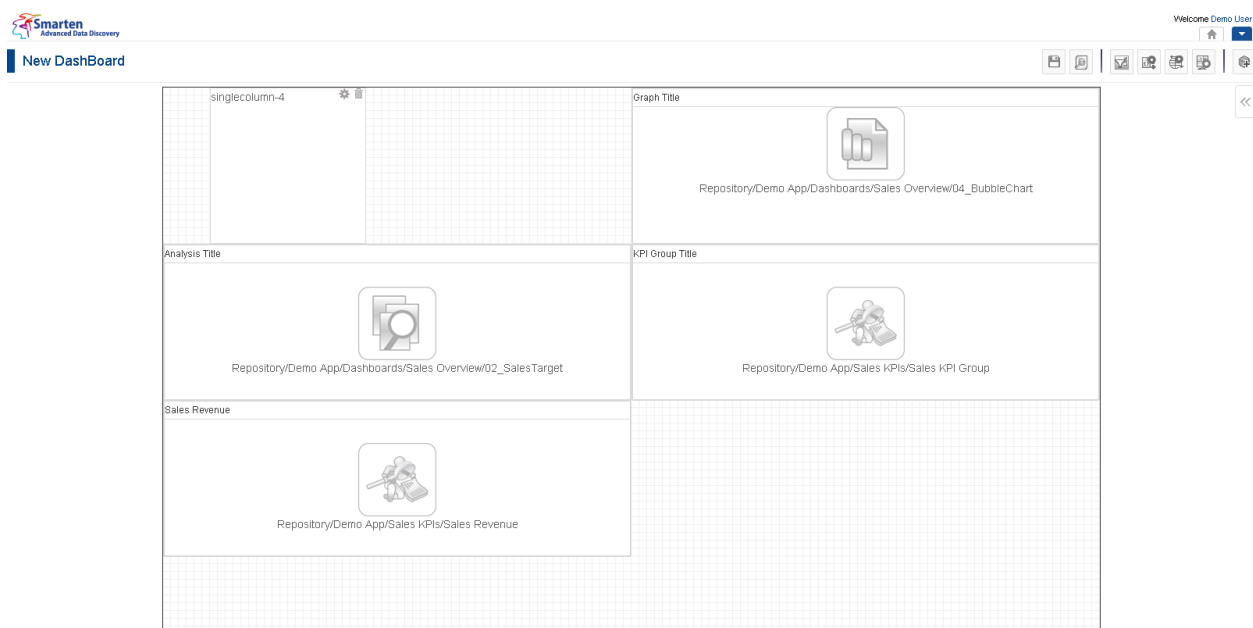 Smarten
Advanced Data Discovery
Welcome Demo User
New DashBoard
singlecolumn-4
Graph Title
Repository/Demo App/Dashboards/Sales Overview/04_BubbleChart
Analysis Title
KPI Group Title
Repository/Demo App/Dashboards/Sales Overview/02_SalesTarget
Repository/Demo App/Sales KPIs/Sales KPI Group
Sales Revenue
Repository/Demo App/Sales KPIs/Sales Revenue